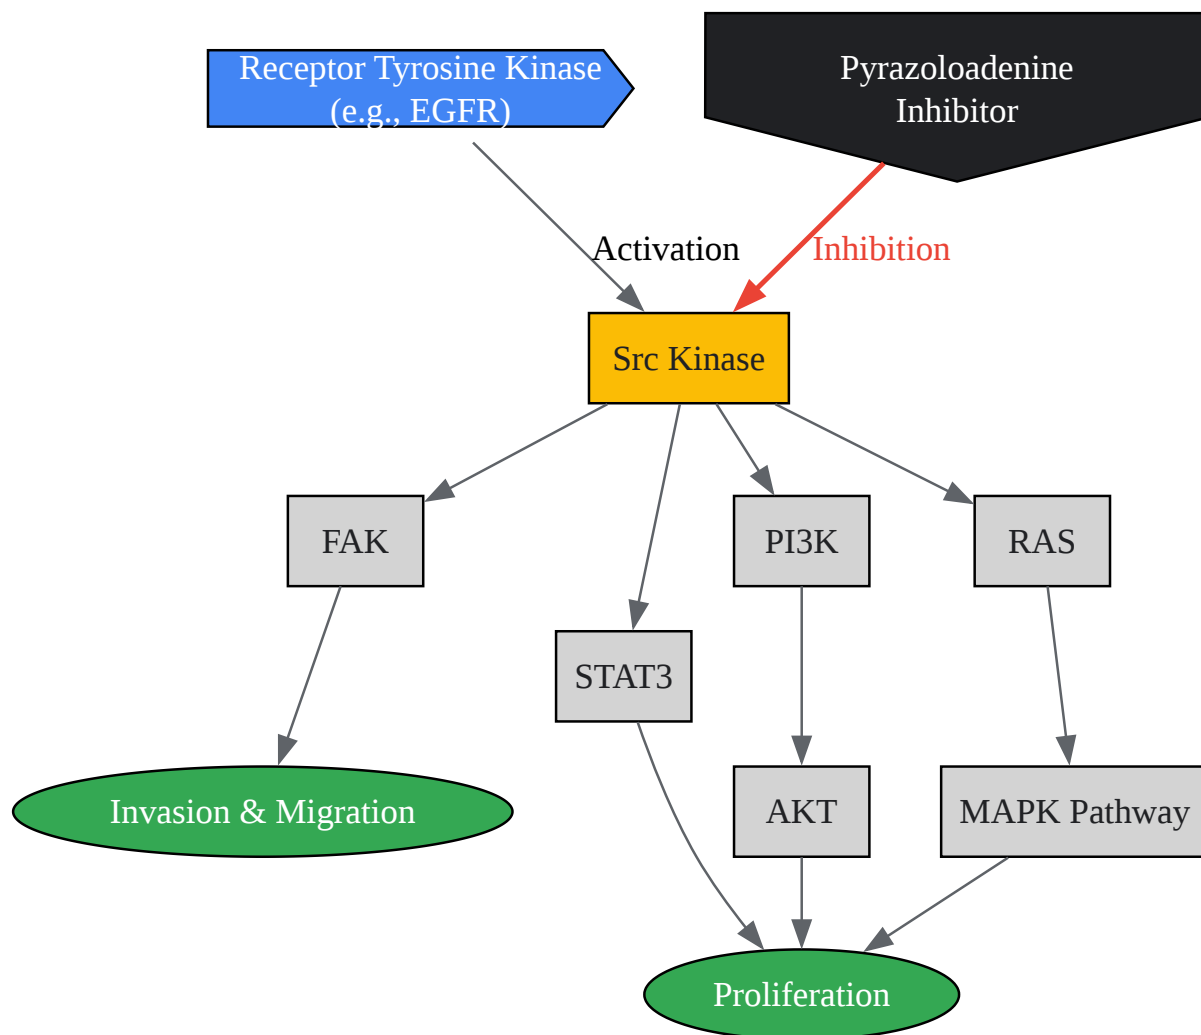 Receptor Tyrosine Kinase
(e.g., EGFR)
Pyrazoloadenine
Inhibitor
Activation
Inhibition
Src Kinase
FAK
PI3K
RAS
STAT3
Invasion & Migration
AKT
MAPK Pathway
Proliferation